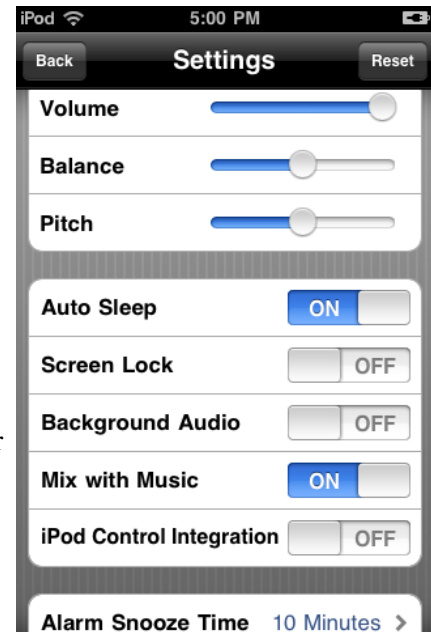 iPod 5:00 PM
Back Settings Reset
Volume
Balance
Pitch
Auto Sleep ON
Screen Lock OFF
Background Audio OFF
r
Mix with Music ON
iPod Control Integration OFF
Alarm Snooze Time 10 Minutes >